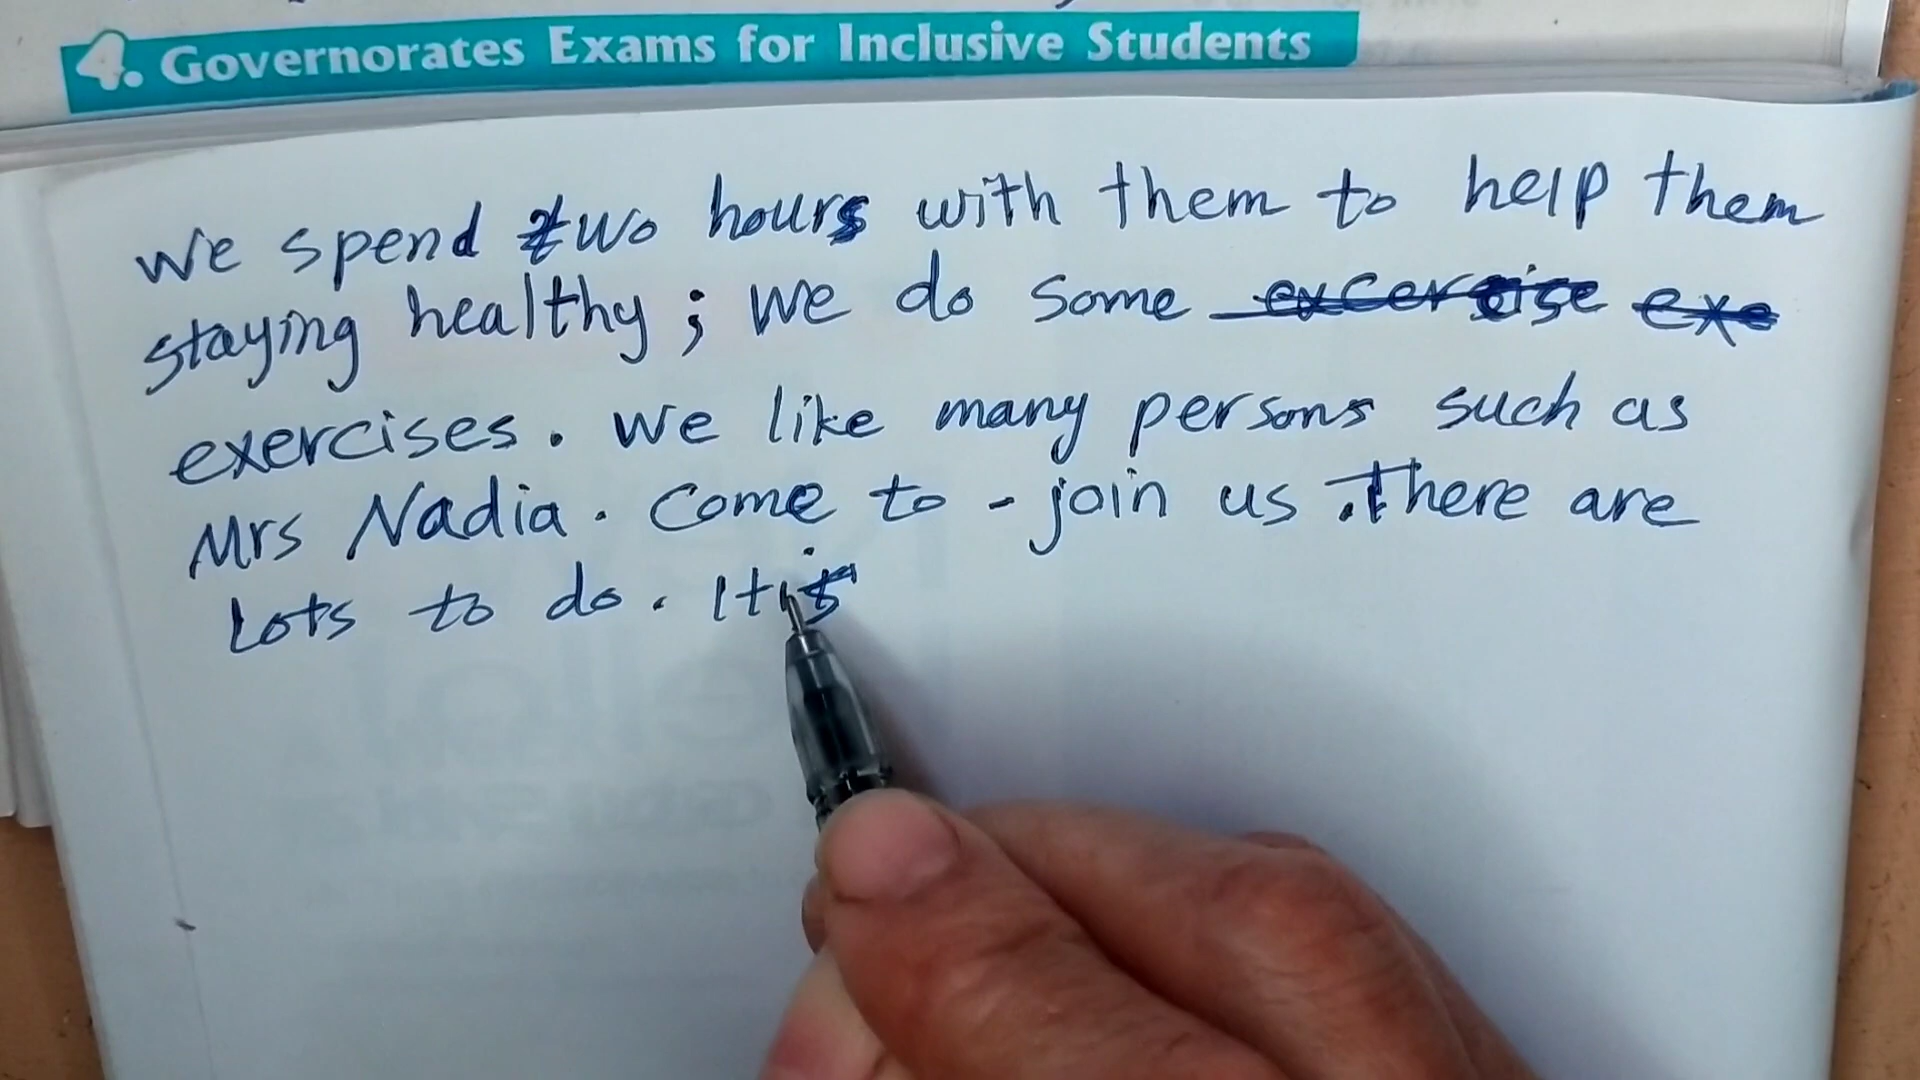 4. Governorates Exams for Inclusive Students
We spend two hours with them to help them
staying healthy ; we do some excercise exe
exercises. We like many persons such as
Mrs Nadia. Come to - join us. There are
Lots to do. It is